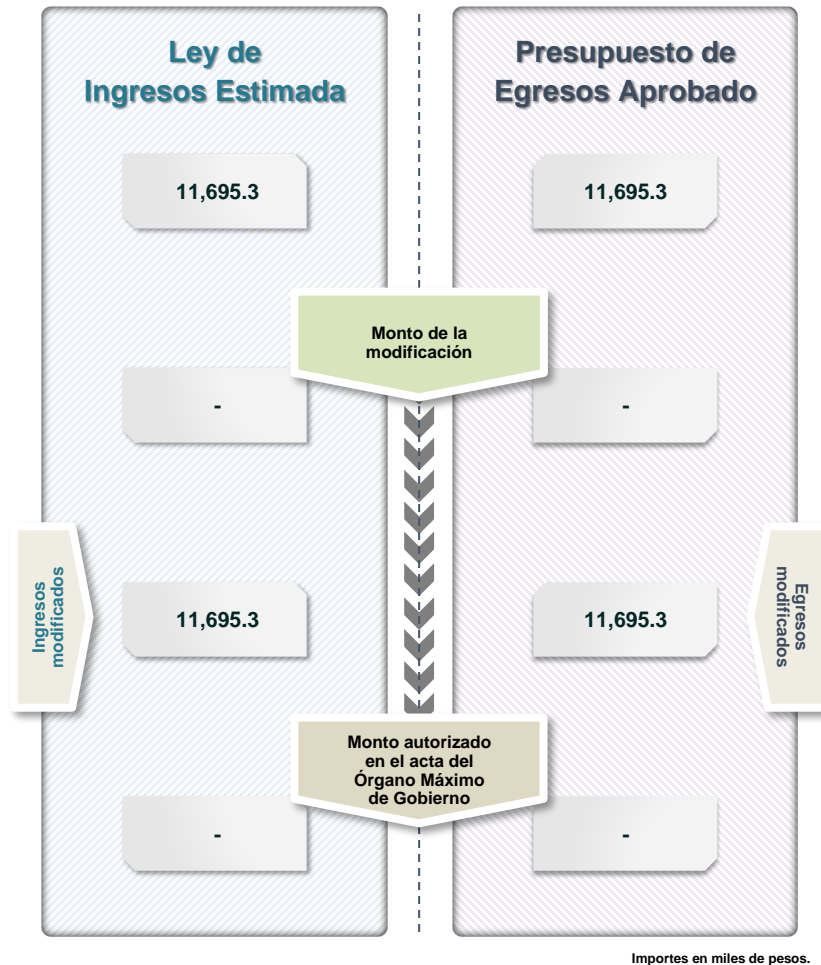 Ley de
Ingresos Estimada
Presupuesto de
Egresos Aprobado
11,695.3
11,695.3
Monto de la
modificación
-
-
Ingresos
modificados
11,695.3
11,695.3
Egresos
modificados
Monto autorizado
en el acta del
Órgano Máximo
de Gobierno
-
-
Importes en miles de pesos.